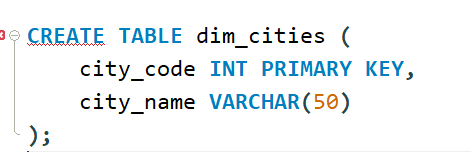 CREATE TABLE dim_cities (
    city_code INT PRIMARY KEY,
    city_name VARCHAR(50)
);